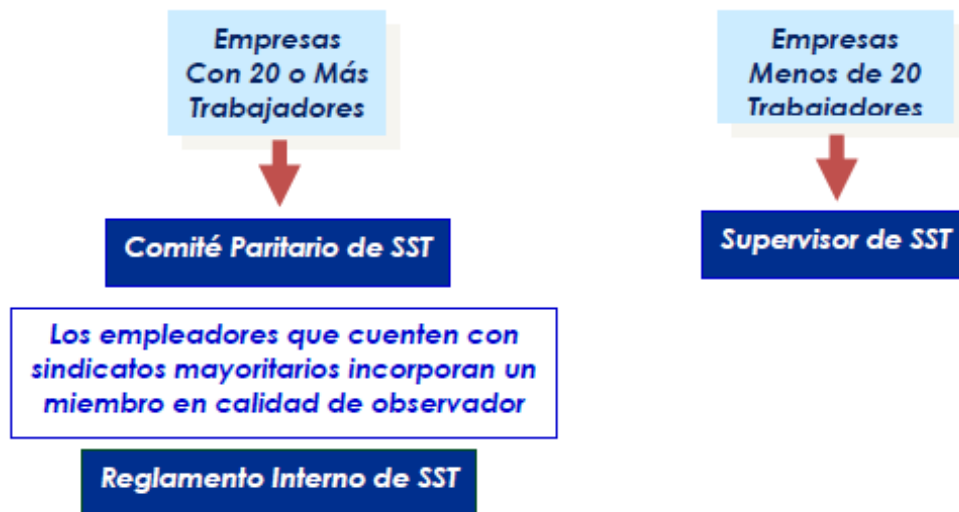 Empresas
Con 20 o Más
Trabajadores
Comité Paritario de SST
Los empleadores que cuenten con
sindicatos mayoritarios incorporan un
miembro en calidad de observador
Reglamento Interno de SST
Empresas
Menos de 20
Trabajadores
Supervisor de SST